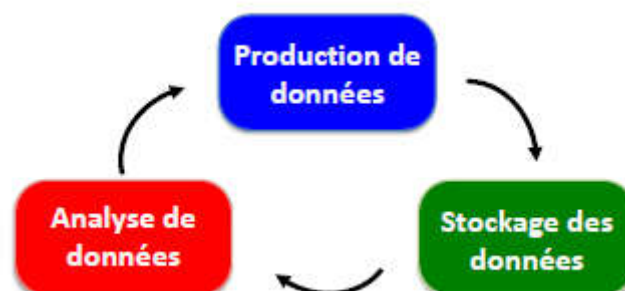 Production de
données
Analyse de
données
Stockage des
données